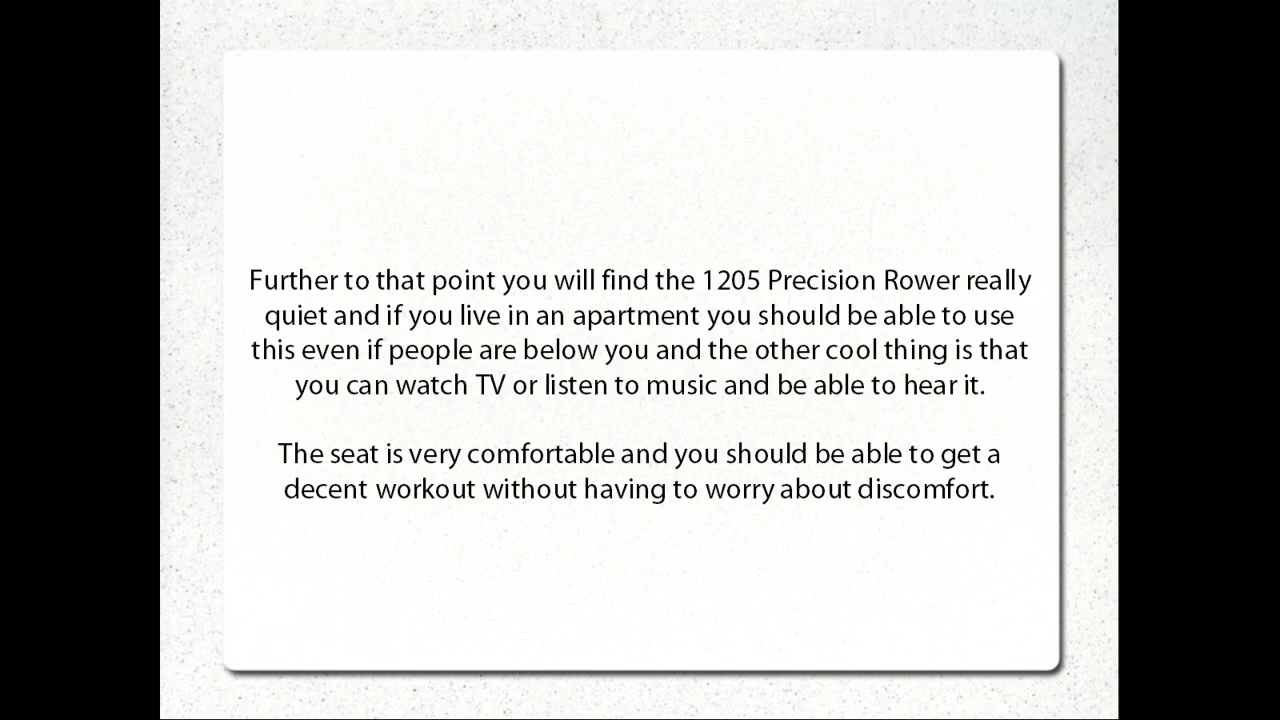 Further to that point you will find the 1205 Precision Rower really
quiet and if you live in an apartment you should be able to use
this even if people are below you and the other cool thing is that
you can watch TV or listen to music and be able to hear it.
The seat is very comfortable and you should be able to get a
decent workout without having to worry about discomfort.